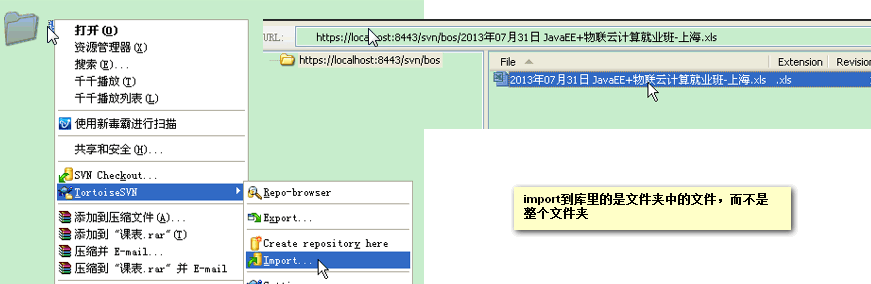 打开(O)
资源管理器(X)
搜索(E)...
千千播放(T)
千千播放列表(L)
使用新毒霸进行扫描
共享和安全(H)...
SVN Checkout...
TortoiseSVN
添加到压缩文件(A)...
添加到 "课表.rar"(T)
压缩并 E-mail...
压缩到 "课表.rar" 并 E-mail
Repo-browser
Export...
Create repository here
Import...
URL:
https://localhost:8443/svn/bos/2013年07月31日 JavaEE+物联云计算就业班-上海.xls
https://localhost:8443/svn/bos
File
Extension
Revision
2013年07月31日 JavaEE+物联云计算就业班-上海.xls
.xls
import到库里的是文件夹中的文件，而不是
整个文件夹